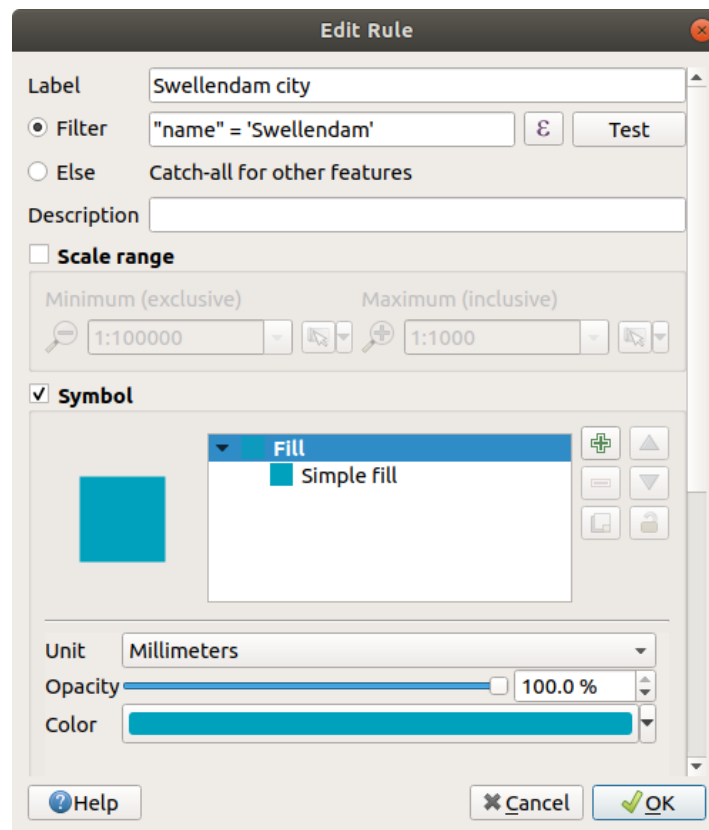 Edit Rule
Label Swellendam city
Filter "name" = 'Swellendam' ε Test
Else Catch-all for other features
Description
Scale range
Minimum (exclusive) Maximum (inclusive)
1:100000 1:1000
Symbol
Fill
Simple fill
Unit Millimeters
Opacity 100.0 %
Color
Help Cancel OK